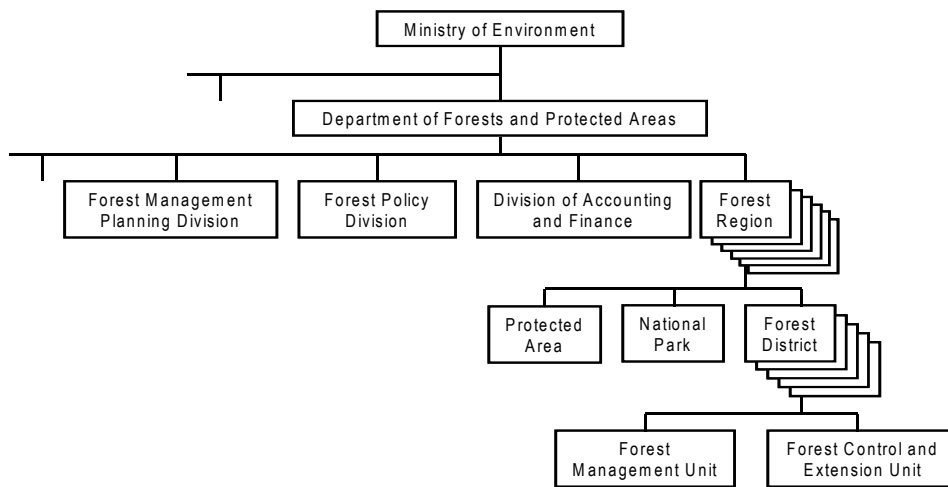 Ministry of Environment
Department of Forests and Protected Areas
Forest Management
Planning Division
Forest Policy
Division
Division of Accounting
and Finance
Forest
Region
Protected
Area
National
Park
Forest
District
Forest
Management Unit
Forest Control and
Extension Unit